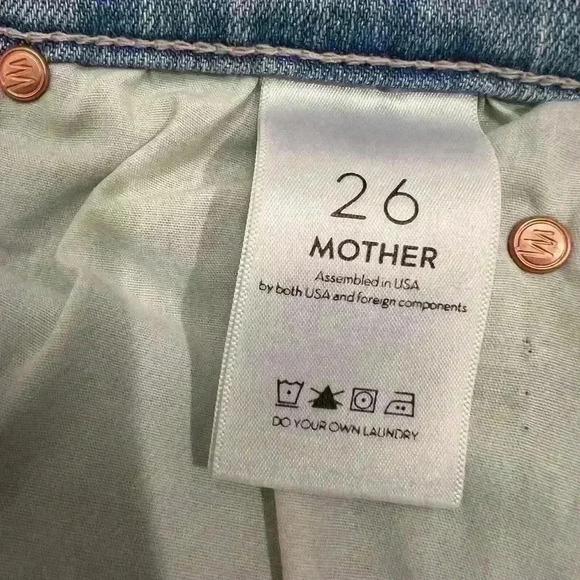 26
MOTHER
Assembled in USA
by both USA and foreign components
DO YOUR OWN LAUNDRY